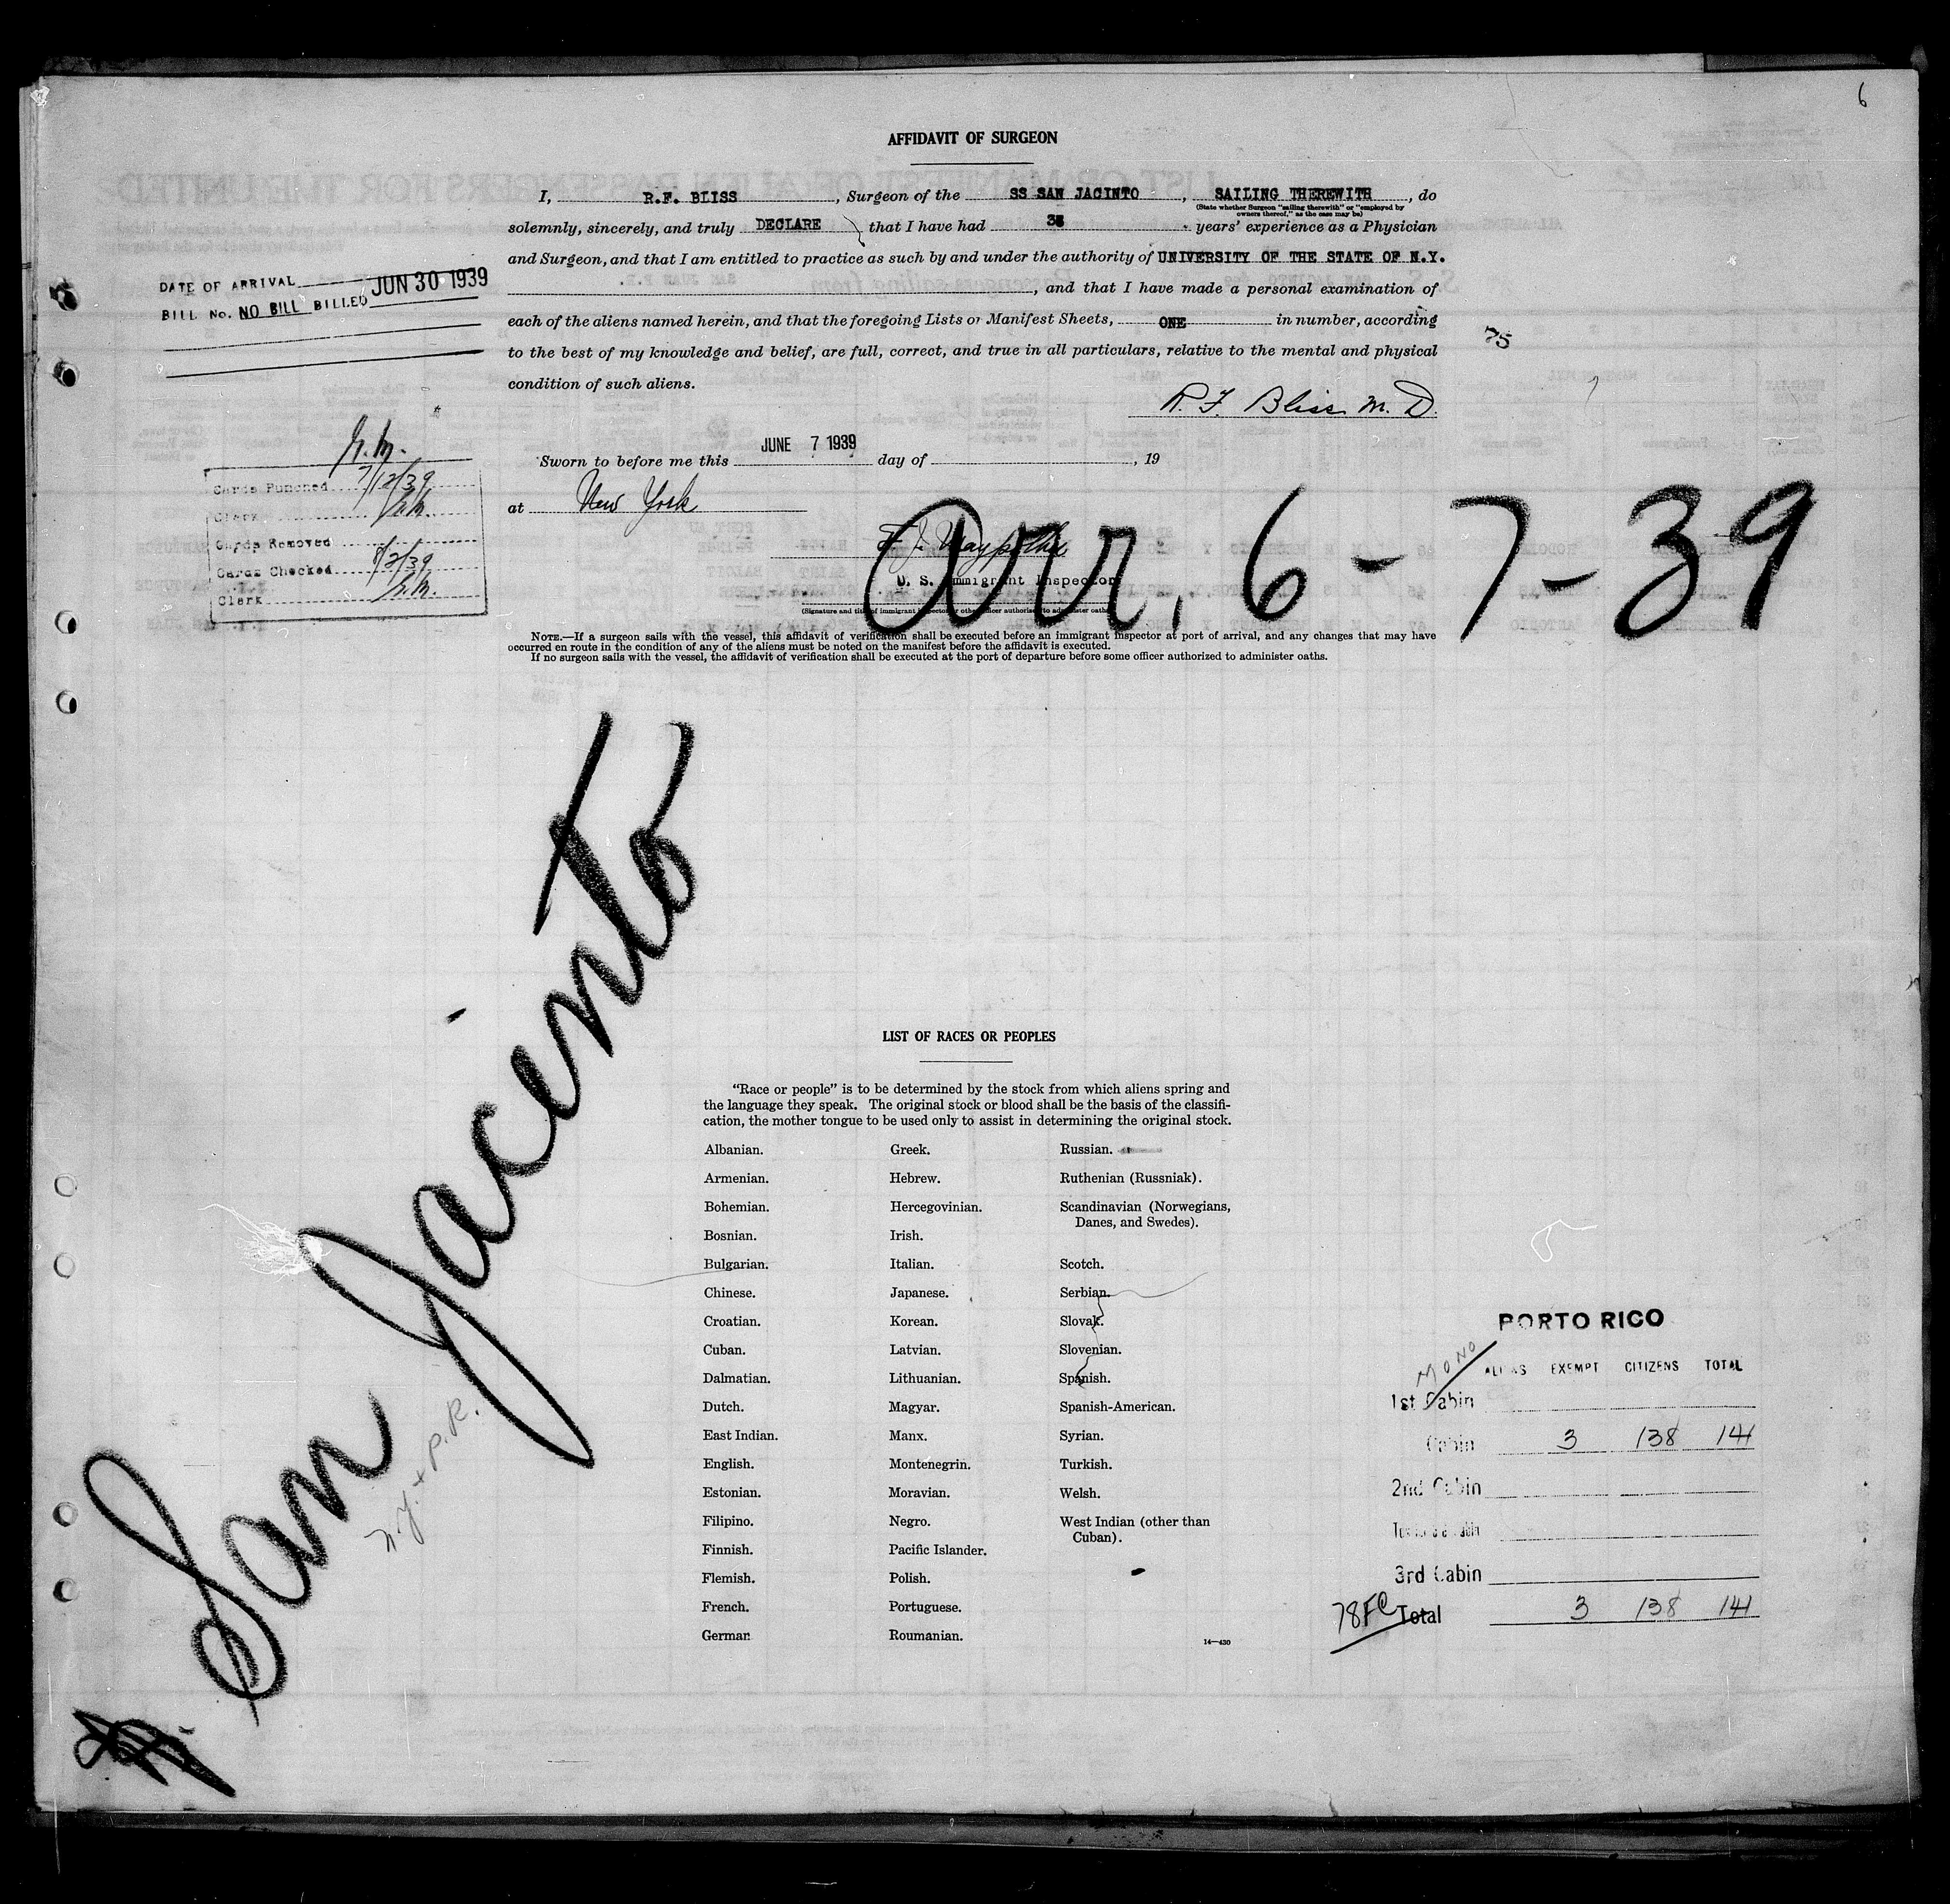 6
AFFIDAVIT OF SURGEON
I, R.F. BLISS, Surgeon of the SS SAN JACINTO, SAILING THEREWITH, do
(State whether Surgeon "sailing therewith" or "employed by
owners thereof," as the case may be)
solemnly, sincerely, and truly DECLARE that I have had years' experience as a Physician
and Surgeon, and that I am entitled to practice as such by and under the authority of UNIVERSITY OF THE STATE OF N.Y.
, and that I have made a personal examination of
each of the aliens named herein, and that the foregoing Lists or Manifest Sheets, ONE in number, according
to the best of my knowledge and belief, are full, correct, and true in all particulars, relative to the mental and physical
condition of such aliens.
R. F. Bliss M. D.
DATE OF ARRIVAL JUN 30 1939
BILL No. NO BILL BILLED
75
Sworn to before me this JUNE 7 1939 day of , 19
at New York
Arr. 6-7-39
U. S. Immigrant Inspector
(Signature and title of immigrant inspector or other officer authorized to administer oaths)
Cards Punched 7/12/39
Clerk
Cards Removed
Cards Checked 8/2/39
Clerk
NOTE.—If a surgeon sails with the vessel, this affidavit of verification shall be executed before an immigrant inspector at port of arrival, and any changes that may have
occurred en route in the condition of any of the aliens must be noted on the manifest before the affidavit is executed.
If no surgeon sails with the vessel, the affidavit of verification shall be executed at the port of departure before some officer authorized to administer oaths.
San Jacinto
N.Y. + P.R.
LIST OF RACES OR PEOPLES
"Race or people" is to be determined by the stock from which aliens spring and
the language they speak. The original stock or blood shall be the basis of the classifi-
cation, the mother tongue to be used only to assist in determining the original stock.
Albanian.
Armenian.
Bohemian.
Bosnian.
Bulgarian.
Chinese.
Croatian.
Cuban.
Dalmatian.
Dutch.
East Indian.
English.
Estonian.
Filipino.
Finnish.
Flemish.
French.
German
Greek.
Hebrew.
Hercegovinian.
Irish.
Italian.
Japanese.
Korean.
Latvian.
Lithuanian.
Magyar.
Manx.
Montenegrin.
Moravian.
Negro.
Pacific Islander.
Polish.
Portuguese.
Roumanian.
Russian.
Ruthenian (Russniak).
Scandinavian (Norwegians,
Danes, and Swedes).
Scotch.
Serbian.
Slovak.
Slovenian.
Spanish.
Spanish-American.
Syrian.
Turkish.
Welsh.
West Indian (other than
Cuban).
14—430
PORTO RICO
MONO
ALIENS EXEMPT CITIZENS TOTAL
1st Cabin
Cabin 3 138 141
2nd Cabin
3rd Cabin
78FC Total 3 138 141